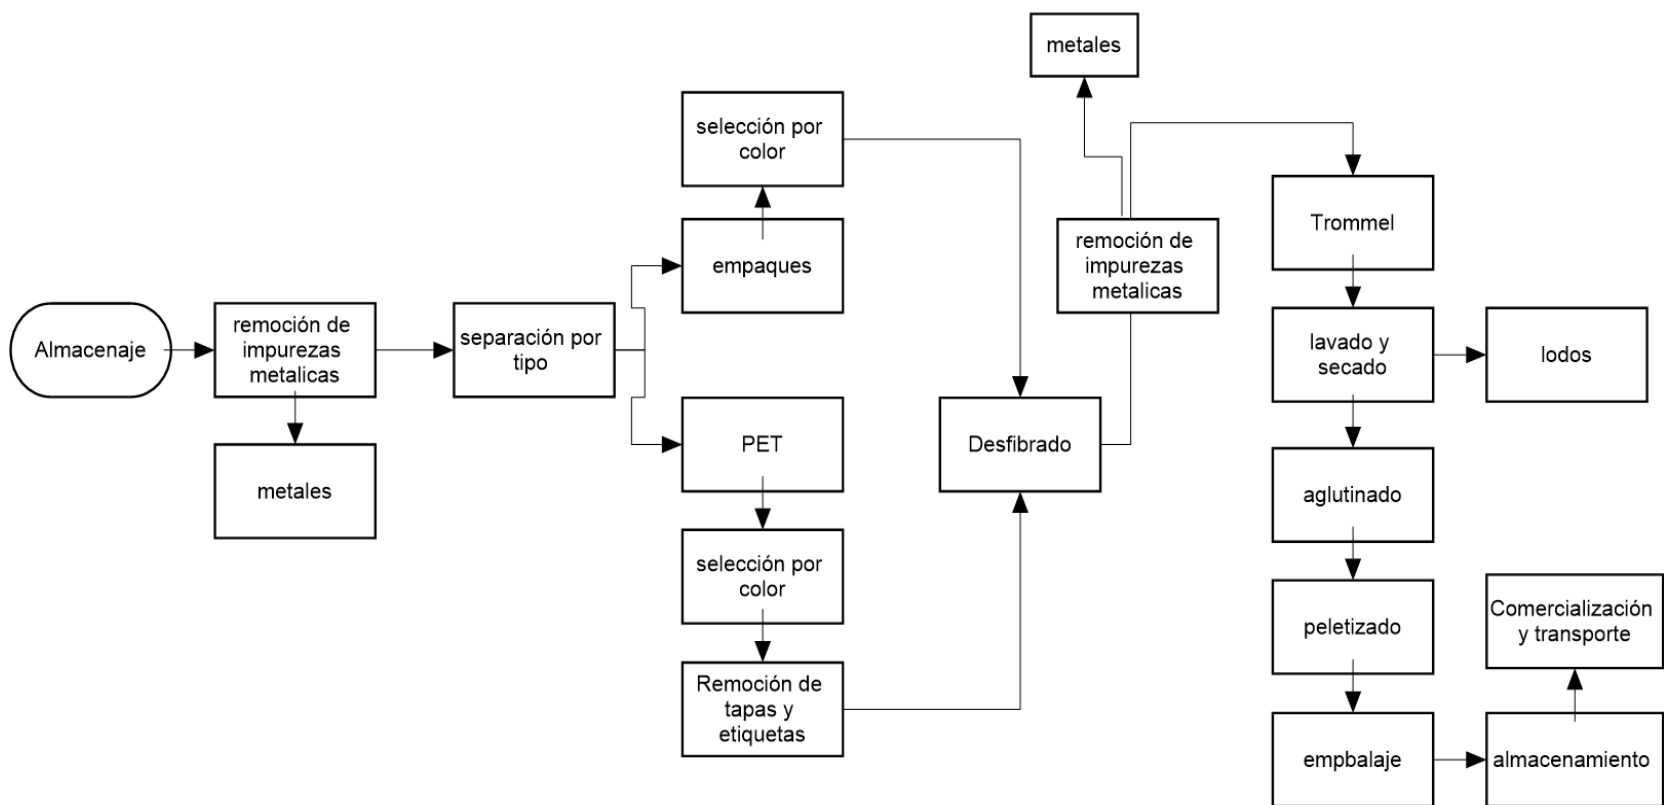 Almacenaje
remoción de
impurezas
metalicas
metales
separación por
tipo
empaques
selección por
color
PET
selección por
color
Remoción de
tapas y
etiquetas
Desfibrado
remoción de
impurezas
metalicas
metales
Trommel
lavado y
secado
lodos
aglutinado
peletizado
empbalaje
almacenamiento
Comercialización
y transporte